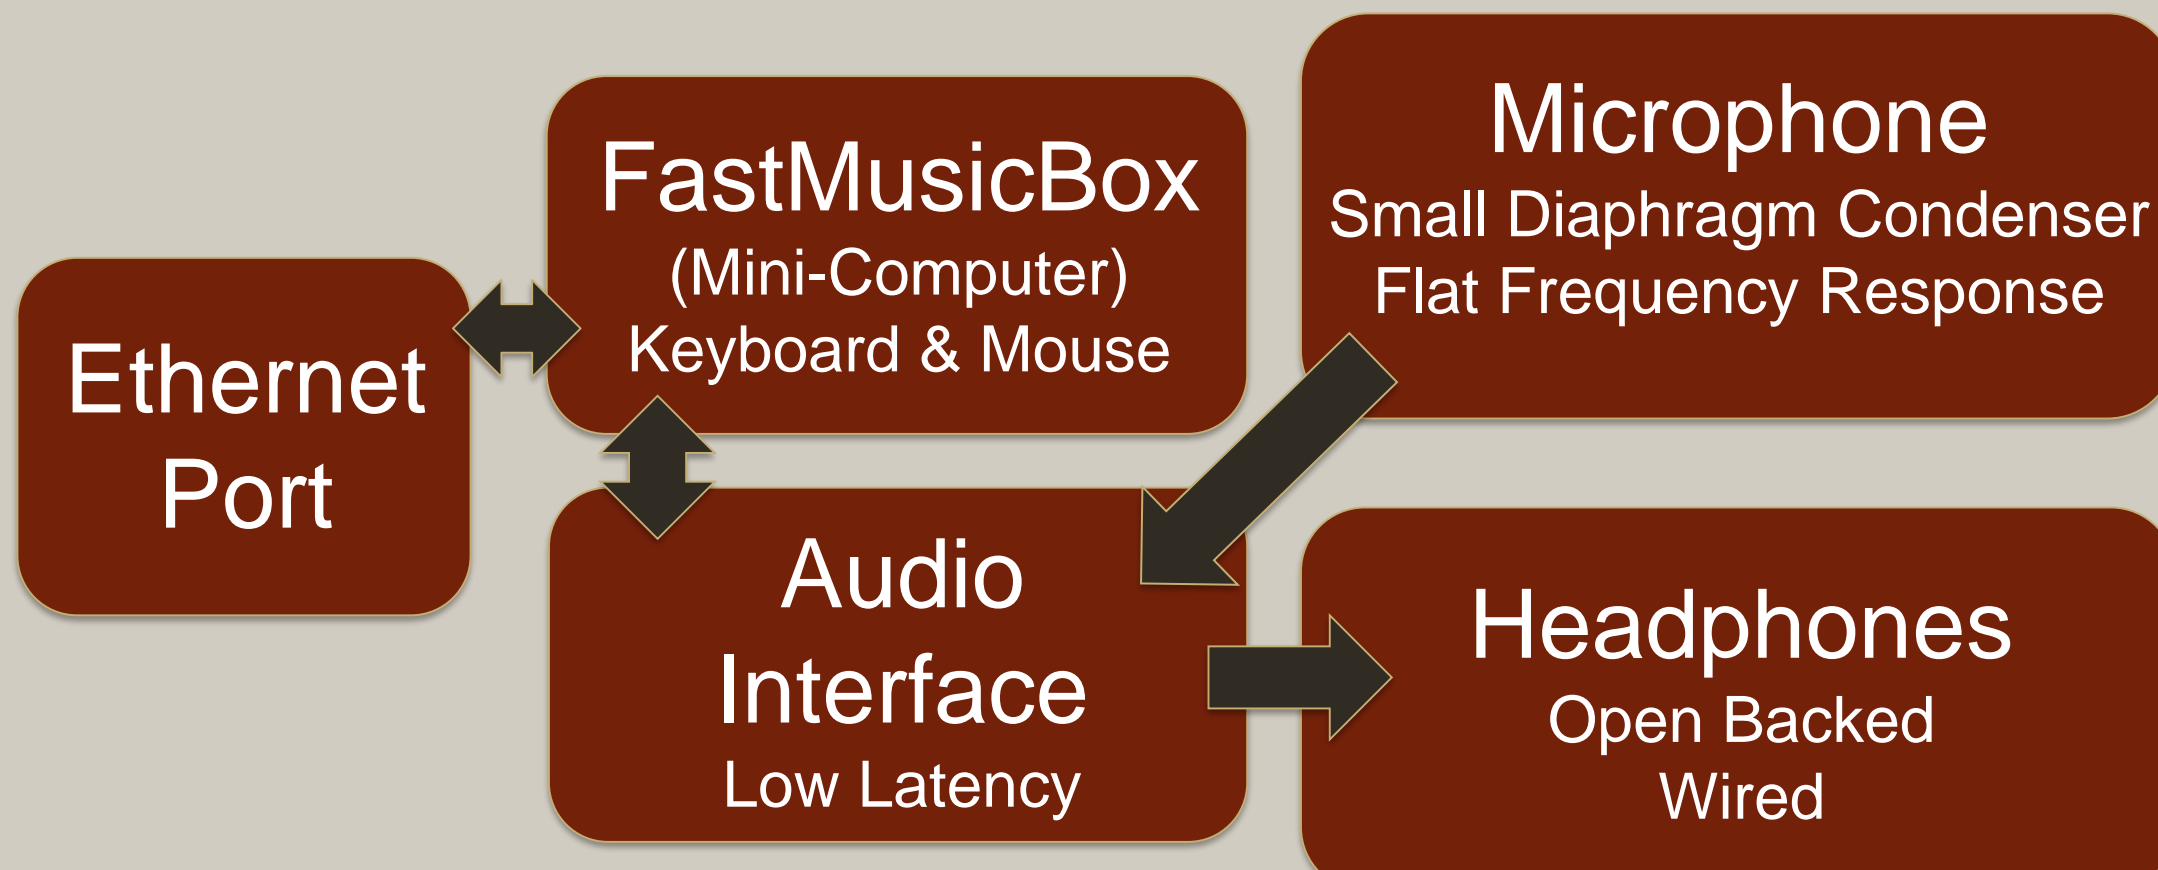 Ethernet
Port
FastMusicBox
(Mini-Computer)
Keyboard & Mouse
Audio
Interface
Low Latency
Microphone
Small Diaphragm Condenser
Flat Frequency Response
Headphones
Open Backed
Wired